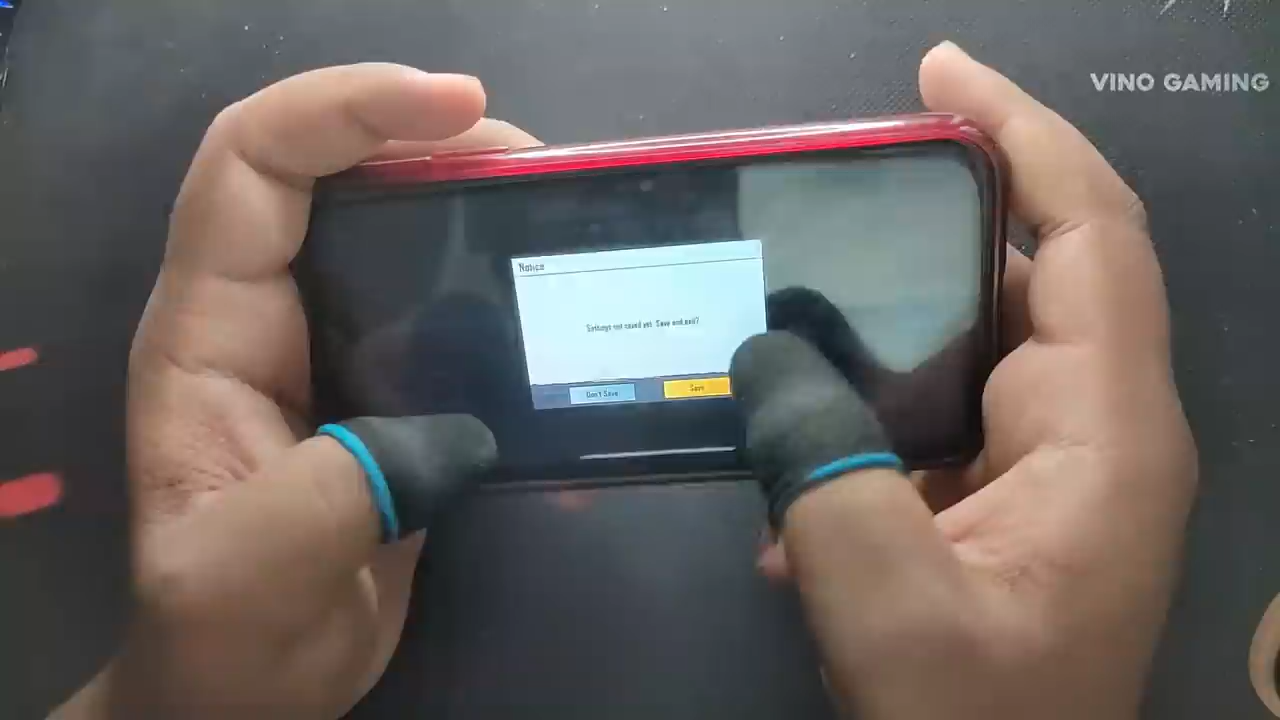 VINO GAMING
Notice
Settings not saved yet. Save and exit?
Don't Save
Save